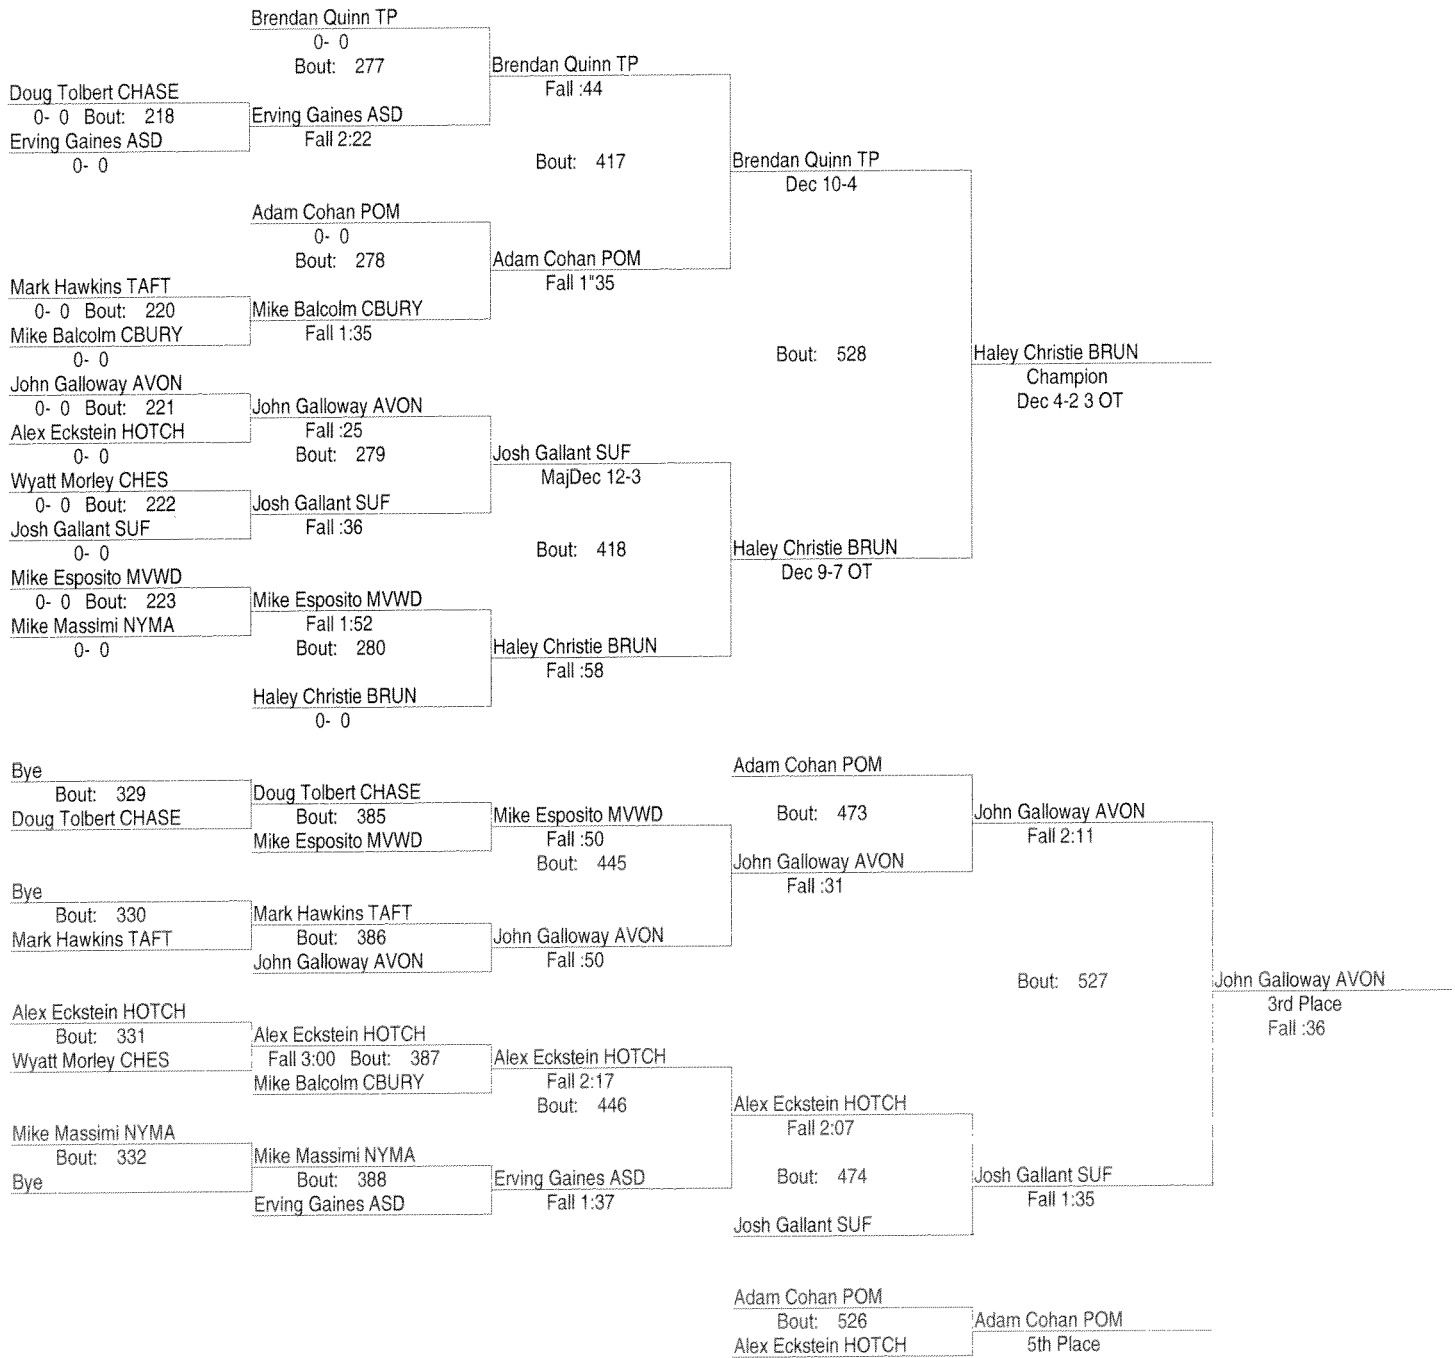 Brendan Quinn TP
0- 0
Bout: 277
Brendan Quinn TP
Fall :44
Doug Tolbert CHASE
0- 0 Bout: 218
Erving Gaines ASD
Erving Gaines ASD
Fall 2:22
0- 0
Bout: 417
Brendan Quinn TP
Dec 10-4
Adam Cohan POM
0- 0
Bout: 278
Adam Cohan POM
Fall 1"35
Mark Hawkins TAFT
0- 0 Bout: 220
Mike Balcolm CBURY
Mike Balcolm CBURY
Fall 1:35
0- 0
Bout: 528
Haley Christie BRUN
Champion
Dec 4-2 3 OT
John Galloway AVON
0- 0 Bout: 221
John Galloway AVON
Alex Eckstein HOTCH
Fall :25
0- 0
Bout: 279
Josh Gallant SUF
MajDec 12-3
Wyatt Morley CHES
0- 0 Bout: 222
Josh Gallant SUF
Josh Gallant SUF
Fall :36
0- 0
Bout: 418
Haley Christie BRUN
Dec 9-7 OT
Mike Esposito MVWD
0- 0 Bout: 223
Mike Esposito MVWD
Mike Massimi NYMA
Fall 1:52
0- 0
Bout: 280
Haley Christie BRUN
Fall :58
Haley Christie BRUN
0- 0
Bye
Bout: 329
Doug Tolbert CHASE
Doug Tolbert CHASE
Bout: 385
Mike Esposito MVWD
Mike Esposito MVWD
Fall :50
Bout: 445
Adam Cohan POM
Bout: 473
John Galloway AVON
Fall 2:11
John Galloway AVON
Fall :31
Bye
Bout: 330
Mark Hawkins TAFT
Mark Hawkins TAFT
Bout: 386
John Galloway AVON
John Galloway AVON
Fall :50
Bout: 527
John Galloway AVON
3rd Place
Fall :36
Alex Eckstein HOTCH
Bout: 331
Wyatt Morley CHES
Alex Eckstein HOTCH
Fall 3:00 Bout: 387
Mike Balcolm CBURY
Alex Eckstein HOTCH
Fall 2:17
Bout: 446
Alex Eckstein HOTCH
Fall 2:07
Mike Massimi NYMA
Bout: 332
Bye
Mike Massimi NYMA
Bout: 388
Erving Gaines ASD
Erving Gaines ASD
Fall 1:37
Bout: 474
Josh Gallant SUF
Fall 1:35
Josh Gallant SUF
Adam Cohan POM
Bout: 526
Alex Eckstein HOTCH
Adam Cohan POM
5th Place